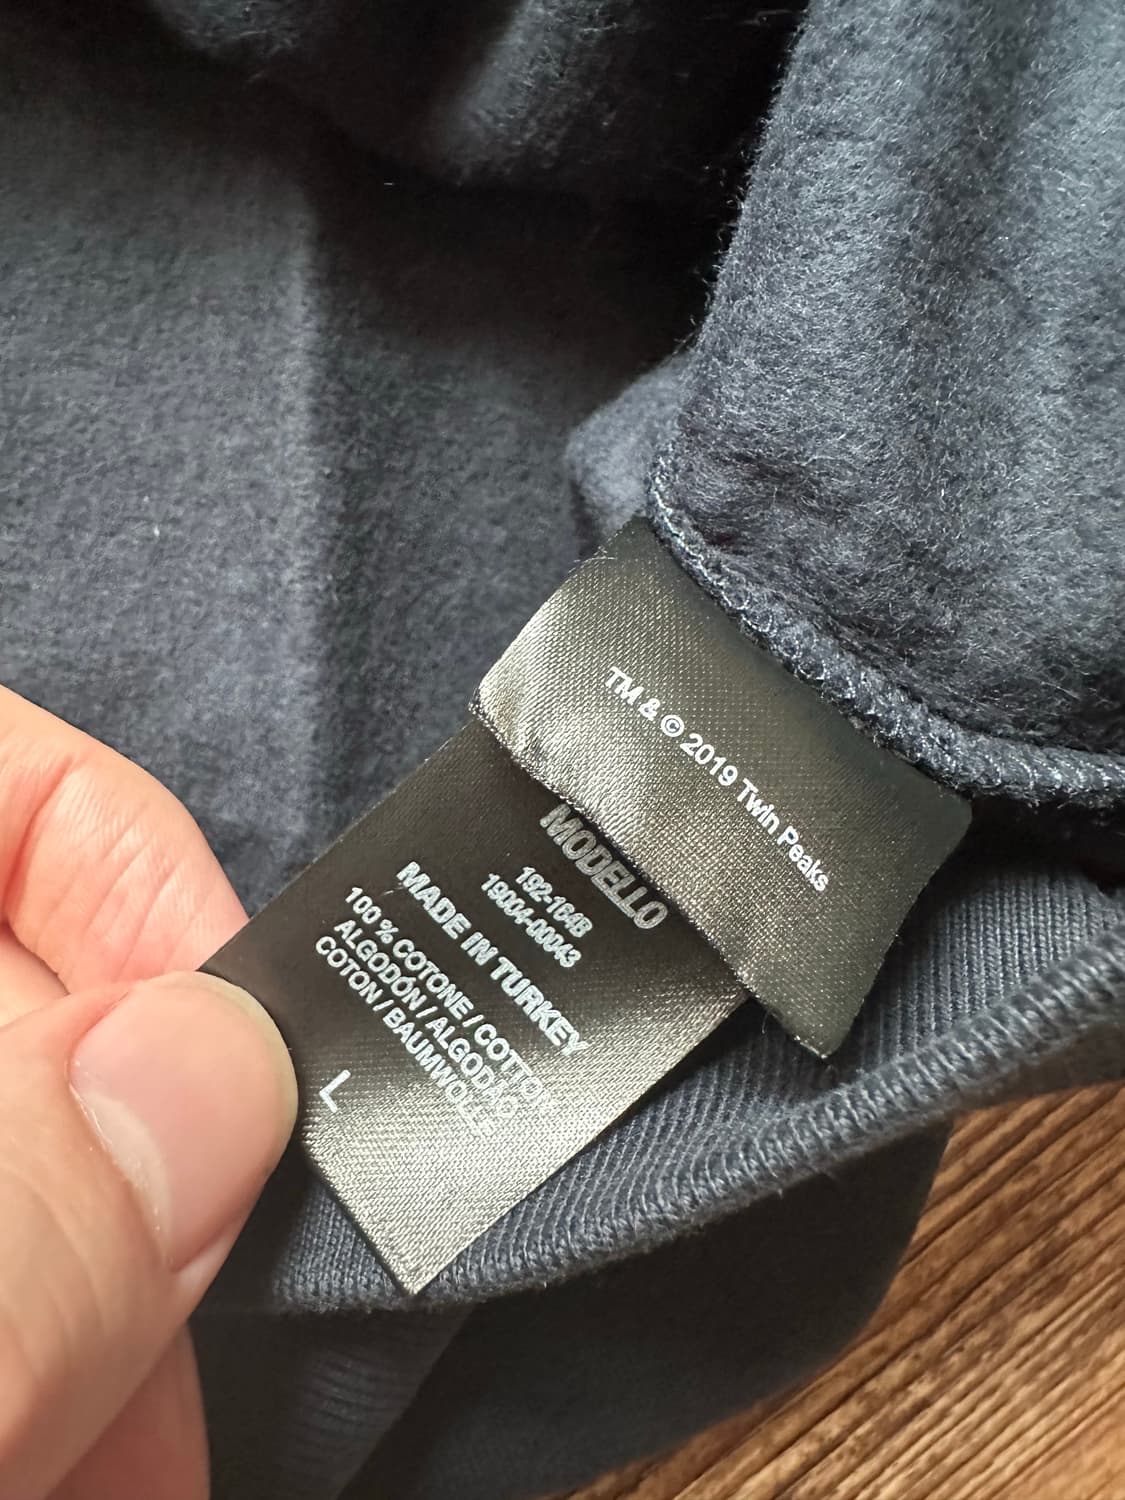 TM & © 2019 Twin Peaks
MODELLO
192-164B
19004-00043
MADE IN TURKEY
100 % COTONE / COTTON
ALGODÓN / ALGODÃO
COTON / BAUMWOLLE
L